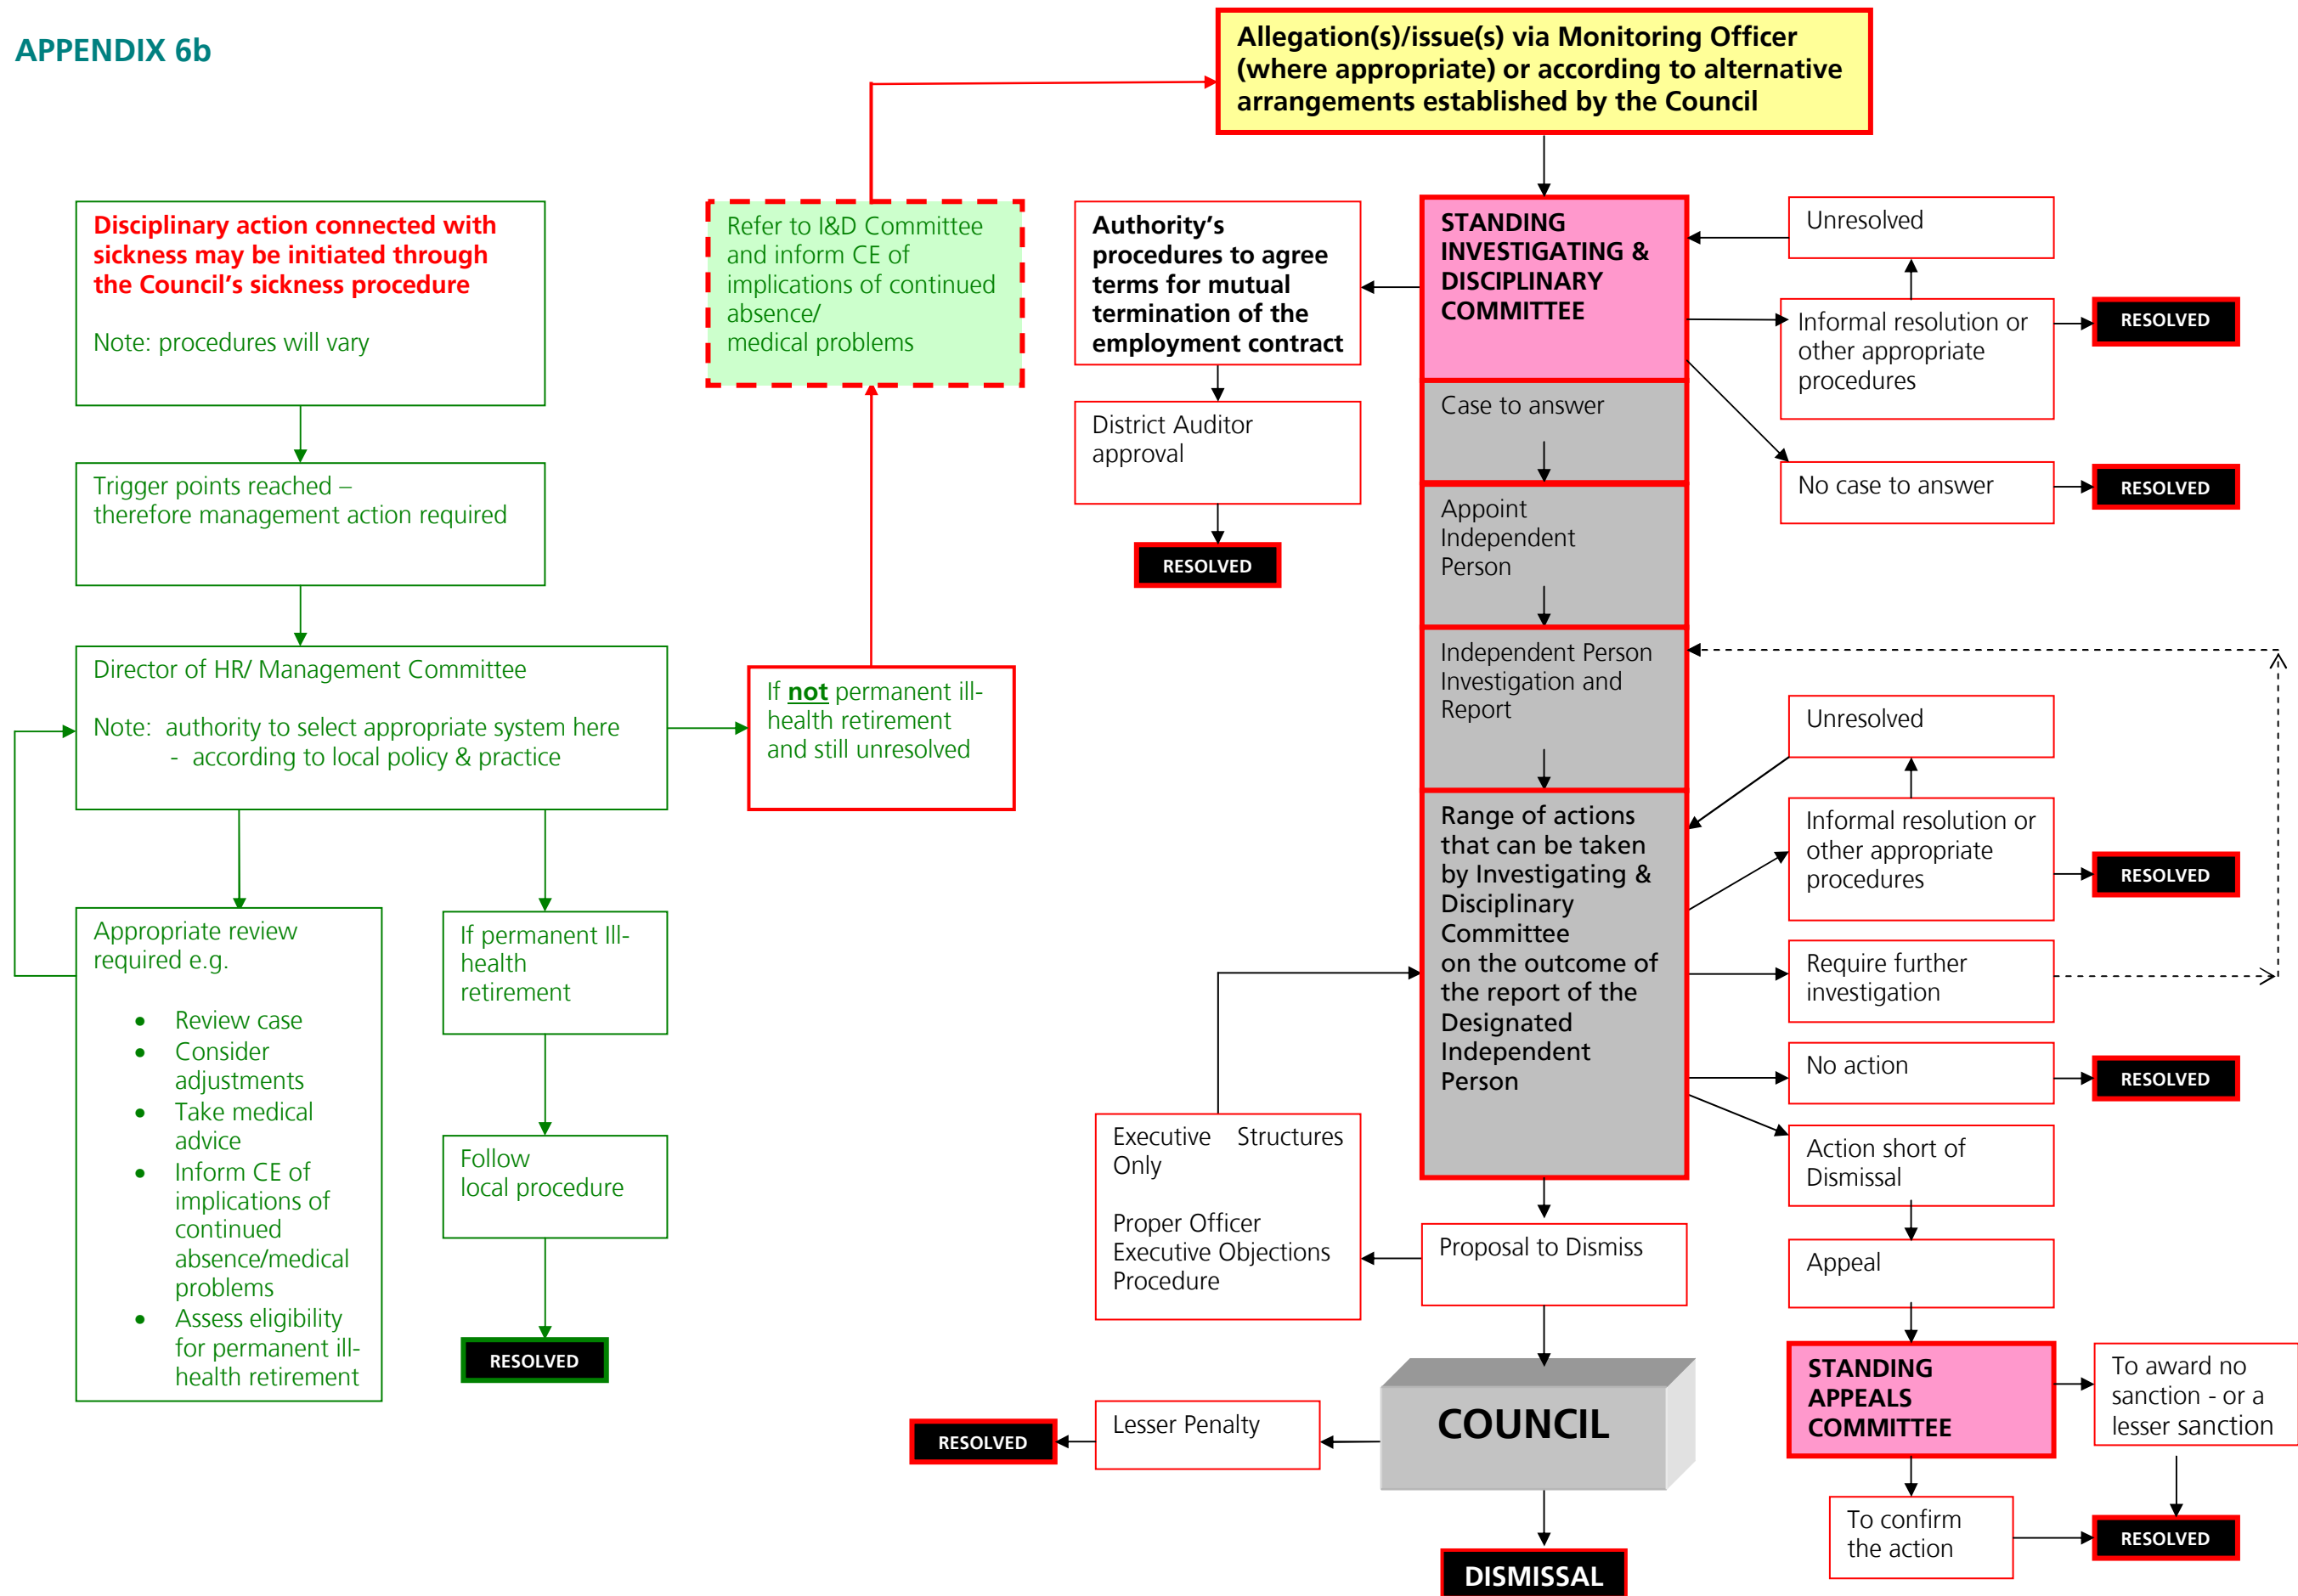 APPENDIX 6b
Allegation(s)/issue(s) via Monitoring Officer
(where appropriate) or according to alternative
arrangements established by the Council
Disciplinary action connected with
sickness may be initiated through
the Council’s sickness procedure
Note: procedures will vary
Trigger points reached –
therefore management action required
Director of HR/ Management Committee
Note: authority to select appropriate system here
- according to local policy & practice
Appropriate review
required e.g.
• Review case
• Consider
adjustments
• Take medical
advice
• Inform CE of
implications of
continued
absence/medical
problems
• Assess eligibility
for permanent ill-
health retirement
If permanent Ill-
health
retirement
Follow
local procedure
RESOLVED
If not permanent ill-
health retirement
and still unresolved
Refer to I&D Committee
and inform CE of
implications of continued
absence/
medical problems
Authority’s
procedures to agree
terms for mutual
termination of the
employment contract
District Auditor
approval
RESOLVED
STANDING
INVESTIGATING &
DISCIPLINARY
COMMITTEE
Unresolved
Informal resolution or
other appropriate
procedures
RESOLVED
No case to answer
RESOLVED
Case to answer
Appoint
Independent
Person
Independent Person
Investigation and
Report
Range of actions
that can be taken
by Investigating &
Disciplinary
Committee
on the outcome of
the report of the
Designated
Independent
Person
Unresolved
Informal resolution or
other appropriate
procedures
RESOLVED
Require further
investigation
No action
RESOLVED
Action short of
Dismissal
Appeal
STANDING
APPEALS
COMMITTEE
To award no
sanction - or a
lesser sanction
To confirm
the action
RESOLVED
Executive Structures
Only
Proper Officer
Executive Objections
Procedure
Proposal to Dismiss
COUNCIL
Lesser Penalty
RESOLVED
DISMISSAL